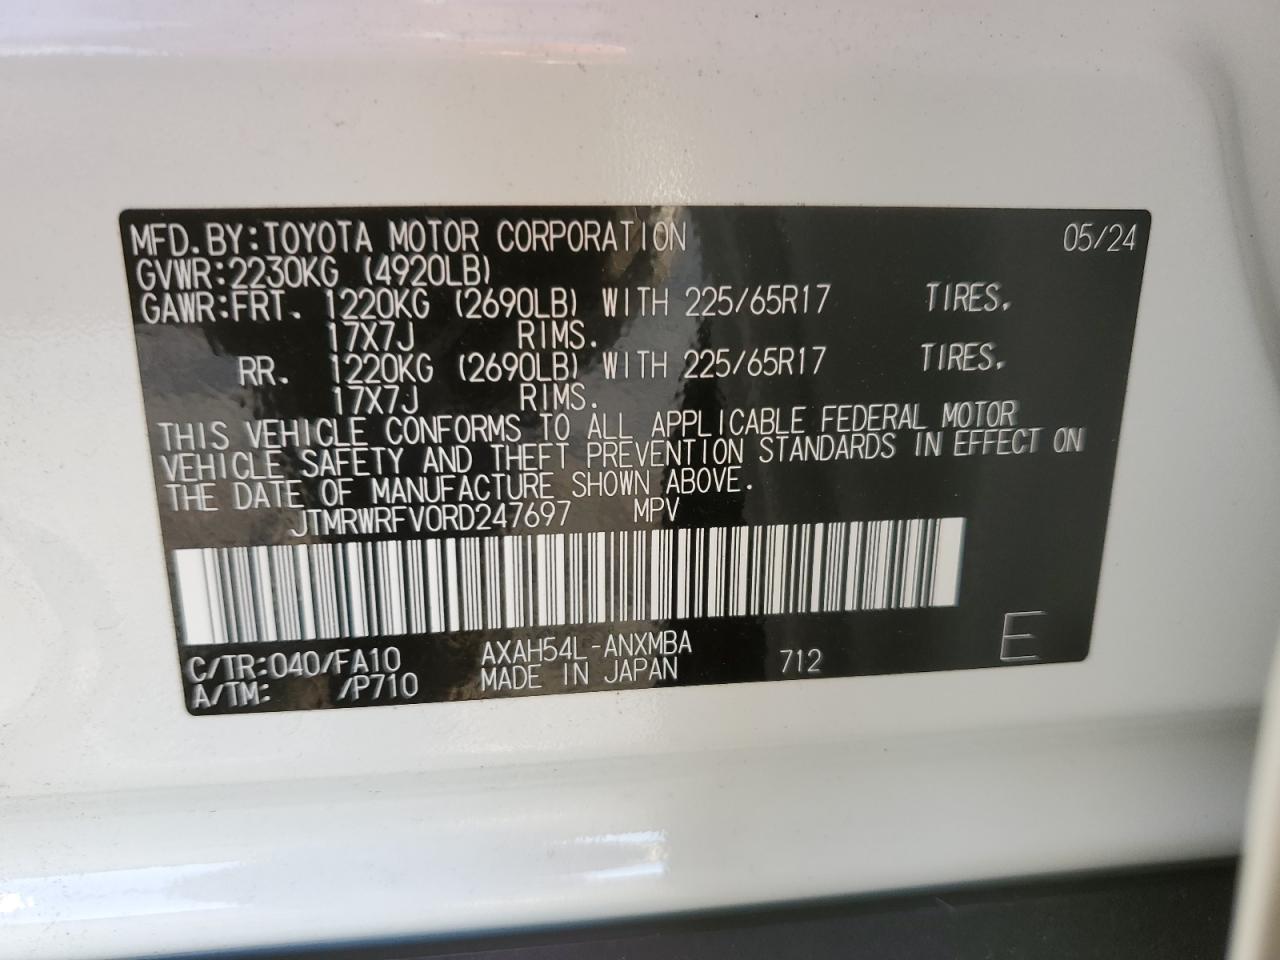 MFD. BY: TOYOTA MOTOR CORPORATION 05/24
GVWR: 2230KG (4920LB)
GAWR: FRT. 1220KG (2690LB) WITH 225/65R17 TIRES.
17X7J RIMS.
RR. 1220KG (2690LB) WITH 225/65R17 TIRES.
17X7J RIMS.
THIS VEHICLE CONFORMS TO ALL APPLICABLE FEDERAL MOTOR
VEHICLE SAFETY AND THEFT PREVENTION STANDARDS IN EFFECT ON
THE DATE OF MANUFACTURE SHOWN ABOVE.
JTMRWRFV0RD247697 MPV
C/TR: 040/FA10 AXAH54L-ANXMBA 712 E
A/TM: /P710 MADE IN JAPAN